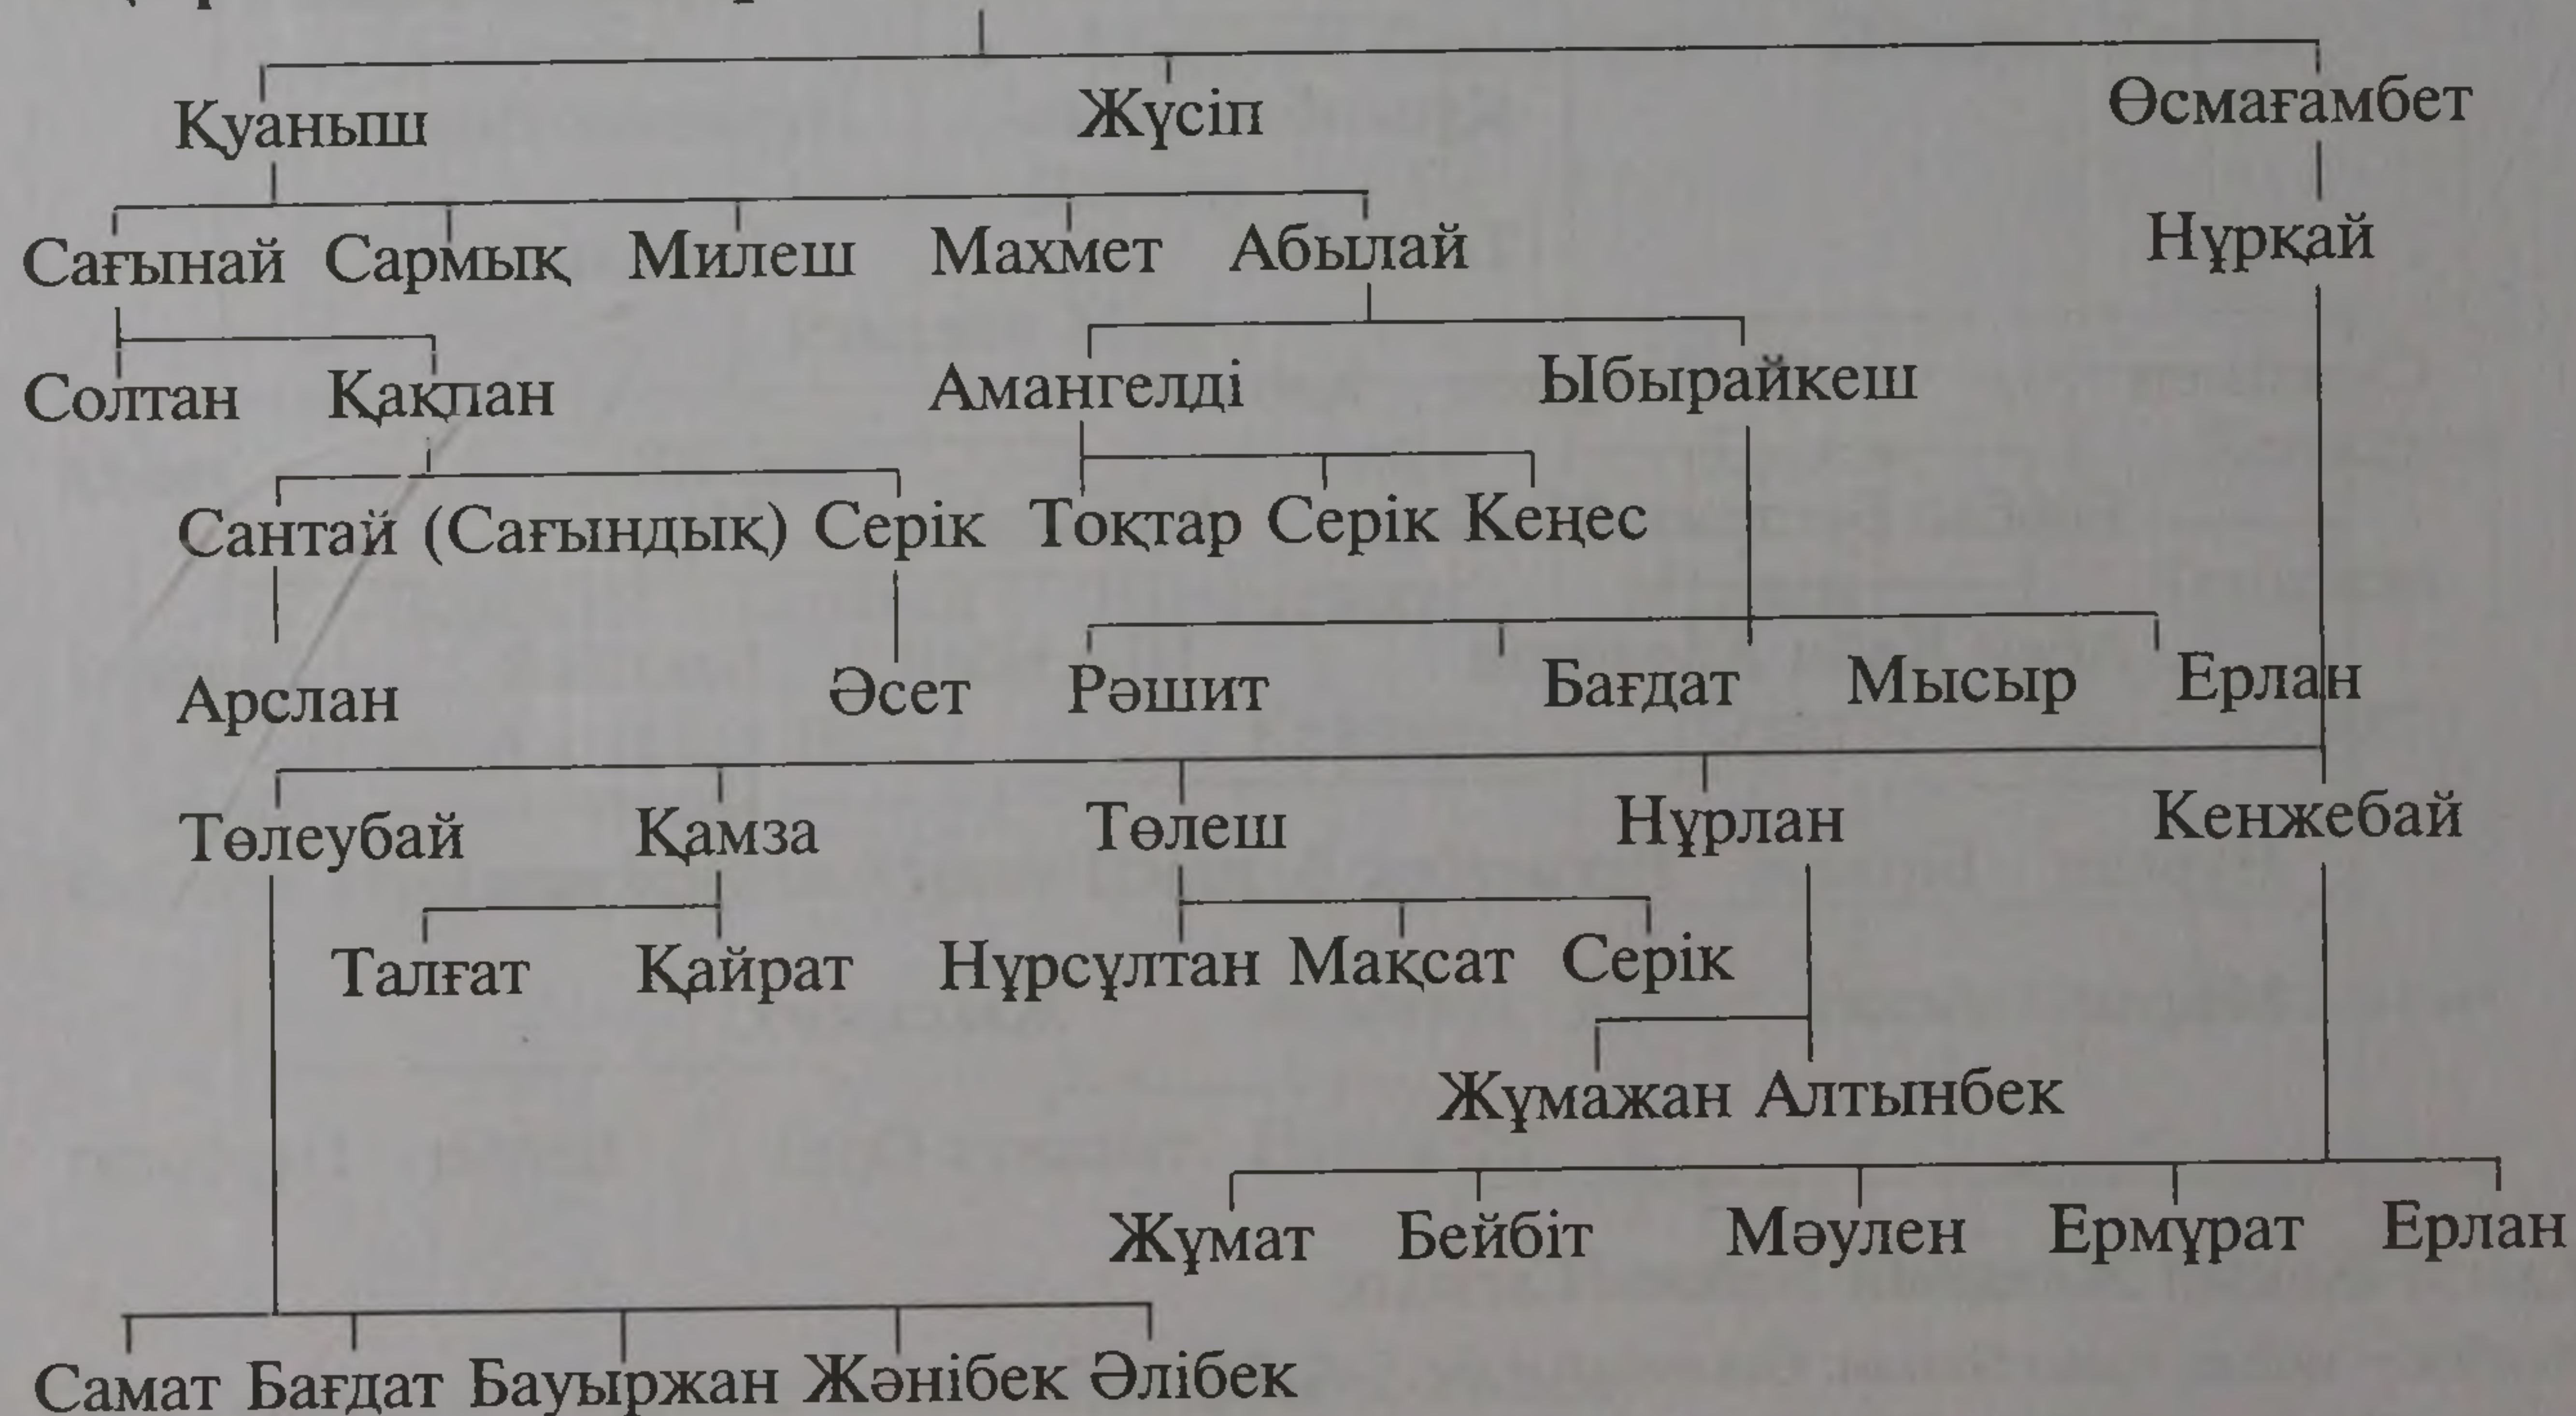 Қуаныш Жүсіп Өсмағамбет
Сағынай Сармық Милеш Махмет Абылай Нұрқай
Солтан Қақпан Амангелді Ыбырайкеш
Сантай (Сағындық) Серік Тоқтар Серік Кеңес
Арслан Әсет Рәшит Бағдат Мысыр Ерлан
Төлеубай Қамза Төлеш Нұрлан Кенжебай
Талғат Қайрат Нұрсұлтан Мақсат Серік
Жұмажан Алтынбек
Жұмат Бейбіт Мәулен Ермұрат Ерлан
Самат Бағдат Бауыржан Жәнібек Әлібек